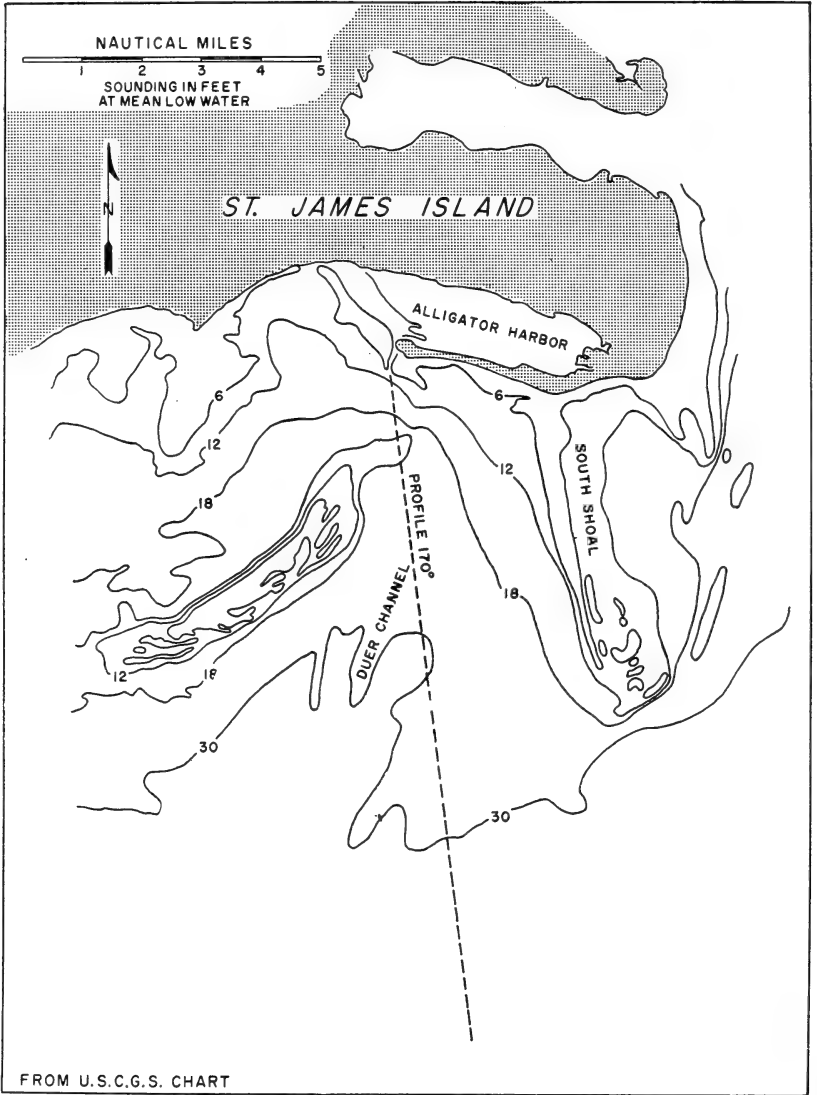 NAUTICAL MILES
1 2 3 4 5
SOUNDING IN FEET
AT MEAN LOW WATER
N
ST. JAMES ISLAND
ALLIGATOR HARBOR
6
6
12
12
18
SOUTH SHOAL
PROFILE 170°
18
DUER CHANNEL
12
18
30
30
FROM U.S.C.G.S. CHART